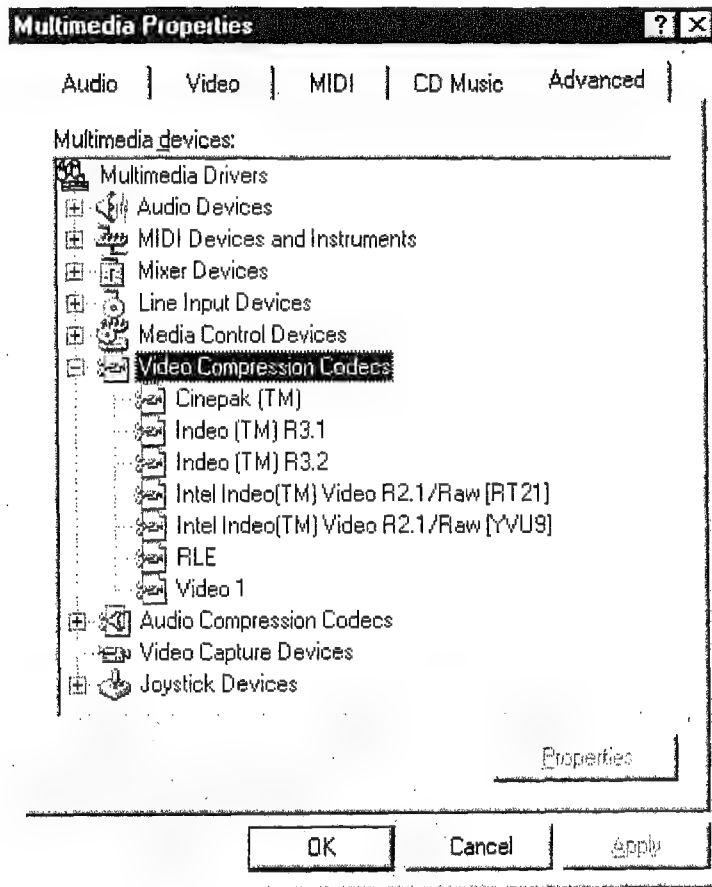 Multimedia Properties ? X
Audio Video MIDI CD Music Advanced
Multimedia devices:
Multimedia Drivers
Audio Devices
MIDI Devices and Instruments
Mixer Devices
Line Input Devices
Media Control Devices
Video Compression Codecs
Cinepak (TM)
Indeo (TM) R3.1
Indeo (TM) R3.2
Intel Indeo(TM) Video R2.1/Raw [RT21]
Intel Indeo(TM) Video R2.1/Raw [YVU9]
RLE
Video 1
Audio Compression Codecs
Video Capture Devices
Joystick Devices
Properties
OK Cancel Apply